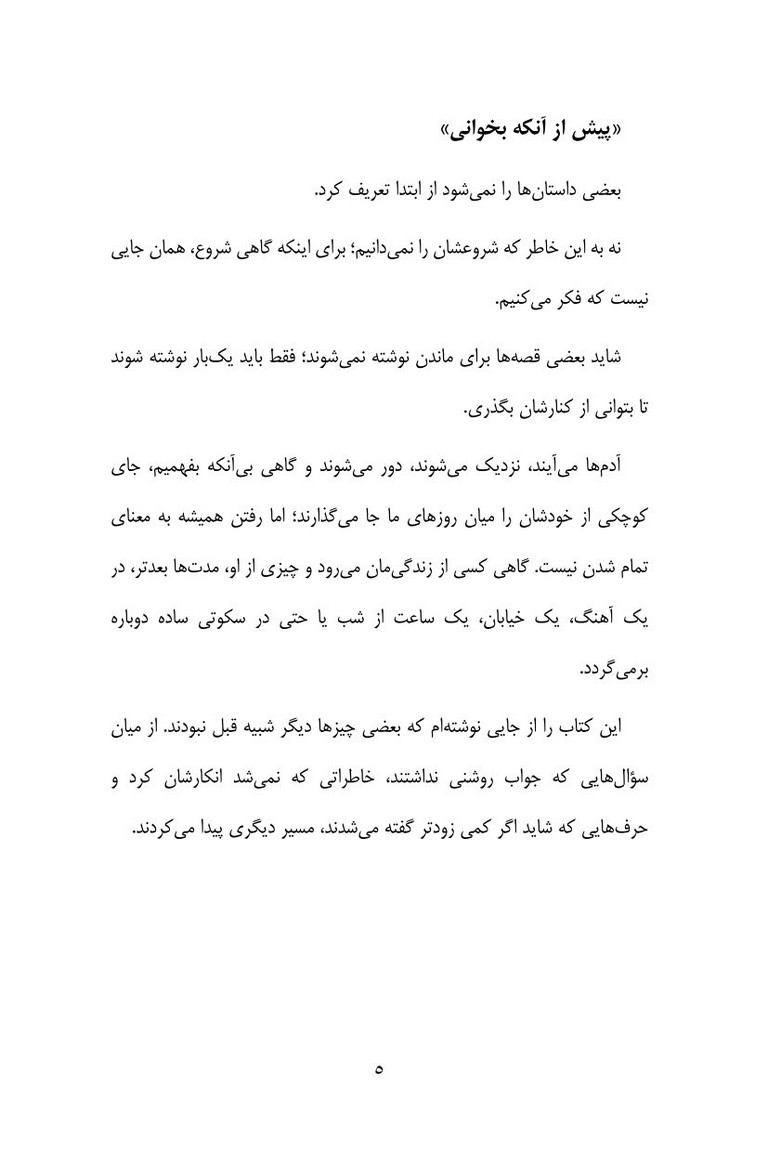 «پیش از آنکه بخوانی»
بعضی داستان‌ها را نمی‌شود از ابتدا تعریف کرد.
نه به این خاطر که شروعشان را نمی‌دانیم؛ برای اینکه گاهی شروع، همان جایی
نیست که فکر می‌کنیم.
شاید بعضی قصه‌ها برای ماندن نوشته نمی‌شوند؛ فقط باید یک‌بار نوشته شوند
تا بتوانی از کنارشان بگذری.
آدم‌ها می‌آیند، نزدیک می‌شوند، دور می‌شوند و گاهی بی‌آنکه بفهمیم، جای
کوچکی از خودشان را میان روزهای ما جا می‌گذارند؛ اما رفتن همیشه به معنای
تمام شدن نیست. گاهی کسی از زندگی‌مان می‌رود و چیزی از او، مدت‌ها بعدتر، در
یک آهنگ، یک خیابان، یک ساعت از شب یا حتی در سکوتی ساده دوباره
برمی‌گردد.
این کتاب را از جایی نوشته‌ام که بعضی چیزها دیگر شبیه قبل نبودند. از میان
سؤال‌هایی که جواب روشنی نداشتند، خاطراتی که نمی‌شد انکارشان کرد و
حرف‌هایی که شاید اگر کمی زودتر گفته می‌شدند، مسیر دیگری پیدا می‌کردند.
۵